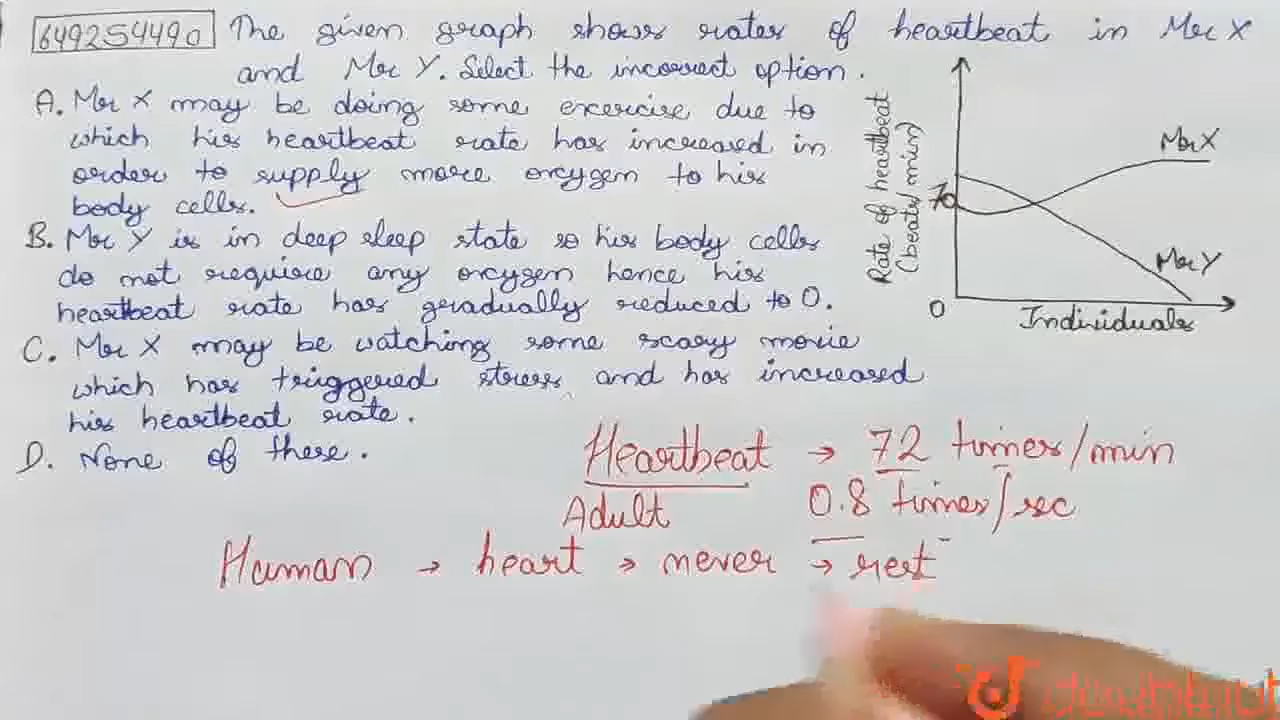 649254490 The given graph shows rates of heartbeat in Mr X
and Mr Y. Select the incorrect option.
A. Mr X may be doing some exercise due to
which his heartbeat rate has increased in
order to supply more oxygen to his
body cells.
B. Mr Y is in deep sleep state so his body cells
do not require any oxygen hence his
heartbeat rate has gradually reduced to 0.
C. Mr X may be watching some scary movie
which has triggered stress and has increased
his heartbeat rate.
D. None of these.
Rate of heartbeat
(beats/min)
70
0
Mr X
Mr Y
Individuals
Heartbeat → 72 times/min
Adult 0.8 times/sec
Human → heart → never → rest
doubtnut